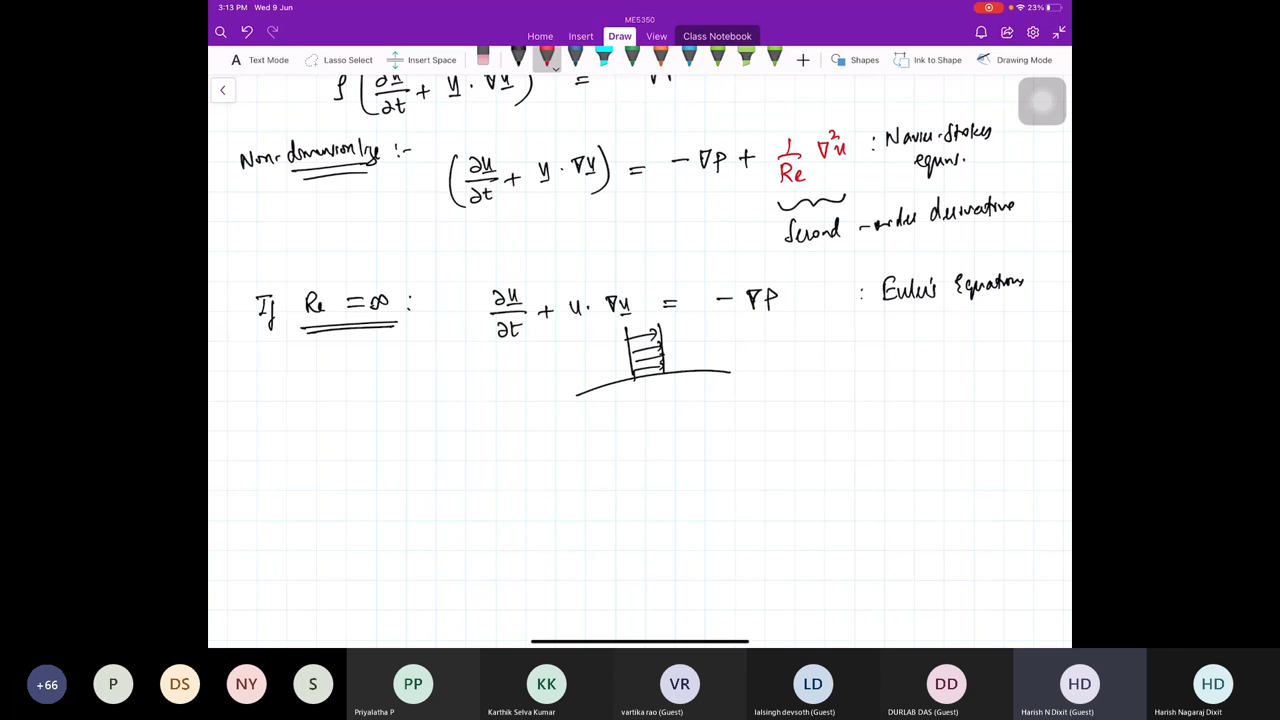 3:13 PM Wed 9 Jun
23%
ME5350
Home Insert Draw View Class Notebook
Text Mode Lasso Select Insert Space Shapes Ink to Shape Drawing Mode
ρ(∂u/∂t + u · ∇u) =
Non-dimensionlize :- (∂u/∂t + u · ∇u) = - ∇p + 1/Re ∇²u : Navier-Stokes
equns.
Second -order derivative
If Re = ∞ : ∂u/∂t + u · ∇u = - ∇p : Euler's Equations
+66 P DS NY S PP KK VR LD DD HD HD
Priyalatha P Karthik Selva Kumar vartika rao (Guest) lalsingh devsoth (Guest) DURLAB DAS (Guest) Harish N Dixit (Guest) Harish Nagaraj Dixit